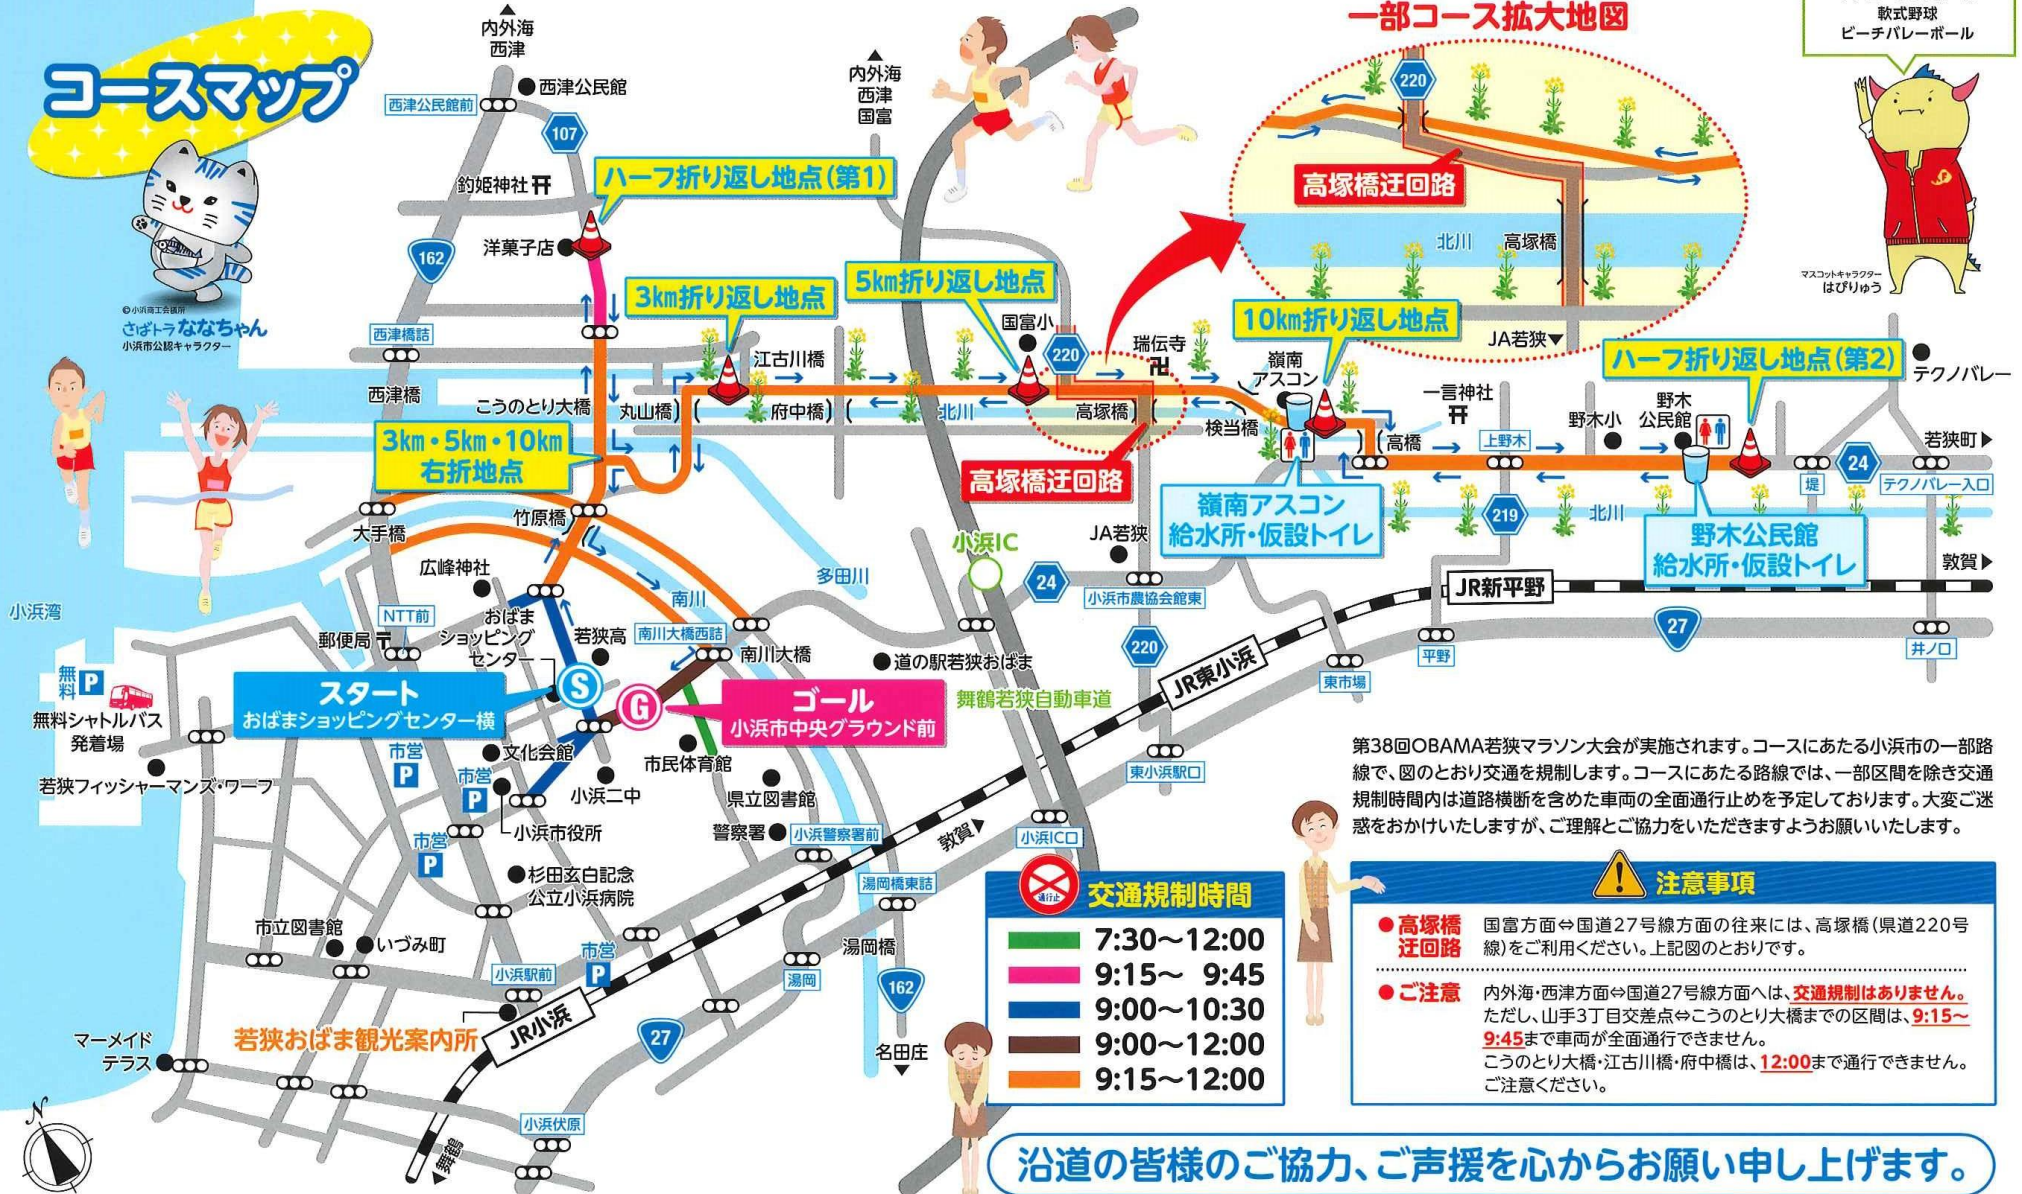 コースマップ
©小浜商工会議所
さばトラななちゃん
小浜市公認キャラクター
一部コース拡大地図
220
高塚橋迂回路
北川
高塚橋
JA若狭▼
軟式野球
ビーチバレーボール
マスコットキャラクター
はぴりゅう
▲
内外海
西津
西津公民館
西津公民館前
107
釣姫神社
ハーフ折り返し地点(第1)
洋菓子店
162
▲
内外海
西津
国富
3km折り返し地点
5km折り返し地点
10km折り返し地点
ハーフ折り返し地点(第2)
西津橋詰
西津橋
こうのとり大橋
丸山橋
江古川橋
府中橋
北川
国富小
220
瑞伝寺
高塚橋
検当橋
嶺南
アスコン
高橋
一言神社
上野木
野木小
野木
公民館
テクノバレー
若狭町▶
24
堤
テクノバレー入口
219
北川
3km・5km・10km
右折地点
高塚橋迂回路
嶺南アスコン
給水所・仮設トイレ
野木公民館
給水所・仮設トイレ
敦賀▶
大手橋
竹原橋
広峰神社
小浜湾
NTT前
郵便局
おばま
ショッピング
センター
若狭高
南川
多田川
南川大橋西詰
南川大橋
小浜IC
24
JA若狭
小浜市農協会館東
220
道の駅若狭おばま
舞鶴若狭自動車道
JR東小浜
JR新平野
27
平野
東市場
井ノ口
東小浜駅口
無料
P
無料シャトルバス
発着場
若狭フィッシャーマンズ・ワーフ
スタート
おばまショッピングセンター横
S
G
ゴール
小浜市中央グラウンド前
文化会館
市営
P
市営
P
市営
P
小浜市役所
小浜二中
市民体育館
県立図書館
警察署
小浜警察署前
敦賀▶
小浜IC口
杉田玄白記念
公立小浜病院
湯岡橋東詰
湯岡橋
湯岡
162
名田庄
▼
市立図書館
いづみ町
小浜駅前
市営
P
若狭おばま観光案内所
JR小浜
27
マーメイド
テラス
小浜伏原
◀舞鶴
N
通行止
交通規制時間
7:30〜12:00
9:15〜 9:45
9:00〜10:30
9:00〜12:00
9:15〜12:00
第38回OBAMA若狭マラソン大会が実施されます。コースにあたる小浜市の一部路
線で、図のとおり交通を規制します。コースにあたる路線では、一部区間を除き交通
規制時間内は道路横断を含めた車両の全面通行止めを予定しております。大変ご迷
惑をおかけいたしますが、ご理解とご協力をいただきますようお願いいたします。
注意事項
●高塚橋
迂回路
国富方面⇔国道27号線方面の往来には、高塚橋(県道220号
線)をご利用ください。上記図のとおりです。
●ご注意
内外海・西津方面⇔国道27号線方面へは、交通規制はありません。
ただし、山手3丁目交差点⇔こうのとり大橋までの区間は、9:15〜
9:45まで車両が全面通行できません。
こうのとり大橋・江古川橋・府中橋は、12:00まで通行できません。
ご注意ください。
沿道の皆様のご協力、ご声援を心からお願い申し上げます。